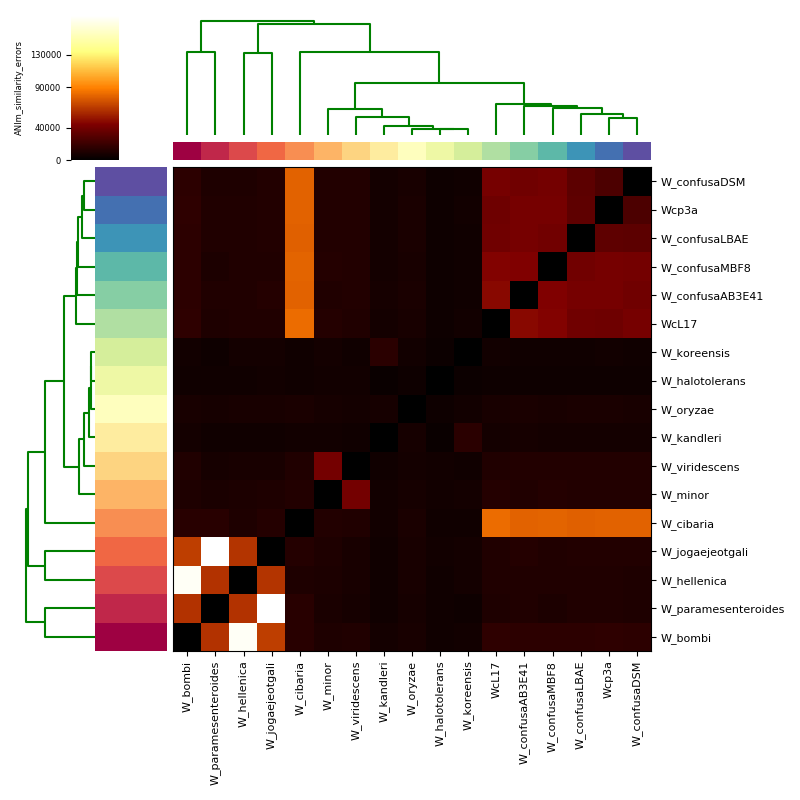 ANIm_similarity_errors
130000
90000
40000
0
W_confusaDSM
Wcp3a
W_confusaLBAE
W_confusaMBF8
W_confusaAB3E41
WcL17
W_koreensis
W_halotolerans
W_oryzae
W_kandleri
W_viridescens
W_minor
W_cibaria
W_jogaejeotgali
W_hellenica
W_paramesenteroides
W_bombi
W_bombi
W_paramesenteroides
W_hellenica
W_jogaejeotgali
W_cibaria
W_minor
W_viridescens
W_kandleri
W_oryzae
W_halotolerans
W_koreensis
WcL17
W_confusaAB3E41
W_confusaMBF8
W_confusaLBAE
Wcp3a
W_confusaDSM